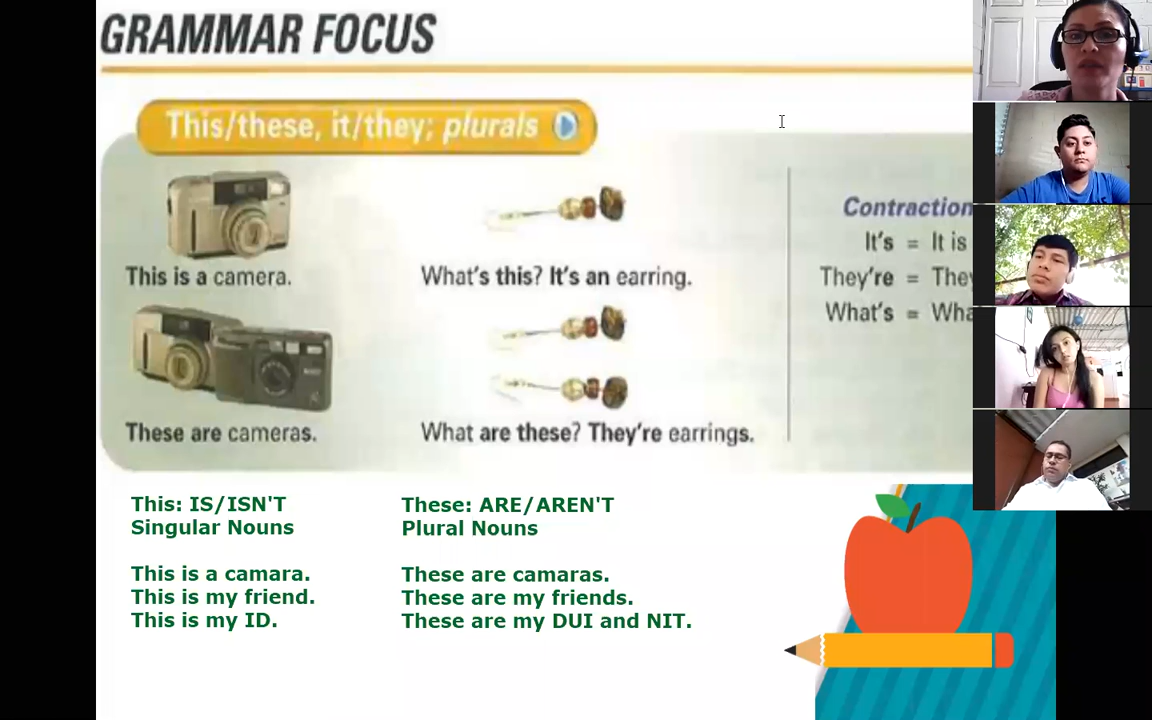 GRAMMAR FOCUS
This/these, it/they; plurals
This is a camera.
What's this? It's an earring.
These are cameras.
What are these? They're earrings.
Contraction
It's = It is
They're = They
What's = Wha
This: IS/ISN'T
Singular Nouns
This is a camara.
This is my friend.
This is my ID.
These: ARE/AREN'T
Plural Nouns
These are camaras.
These are my friends.
These are my DUI and NIT.